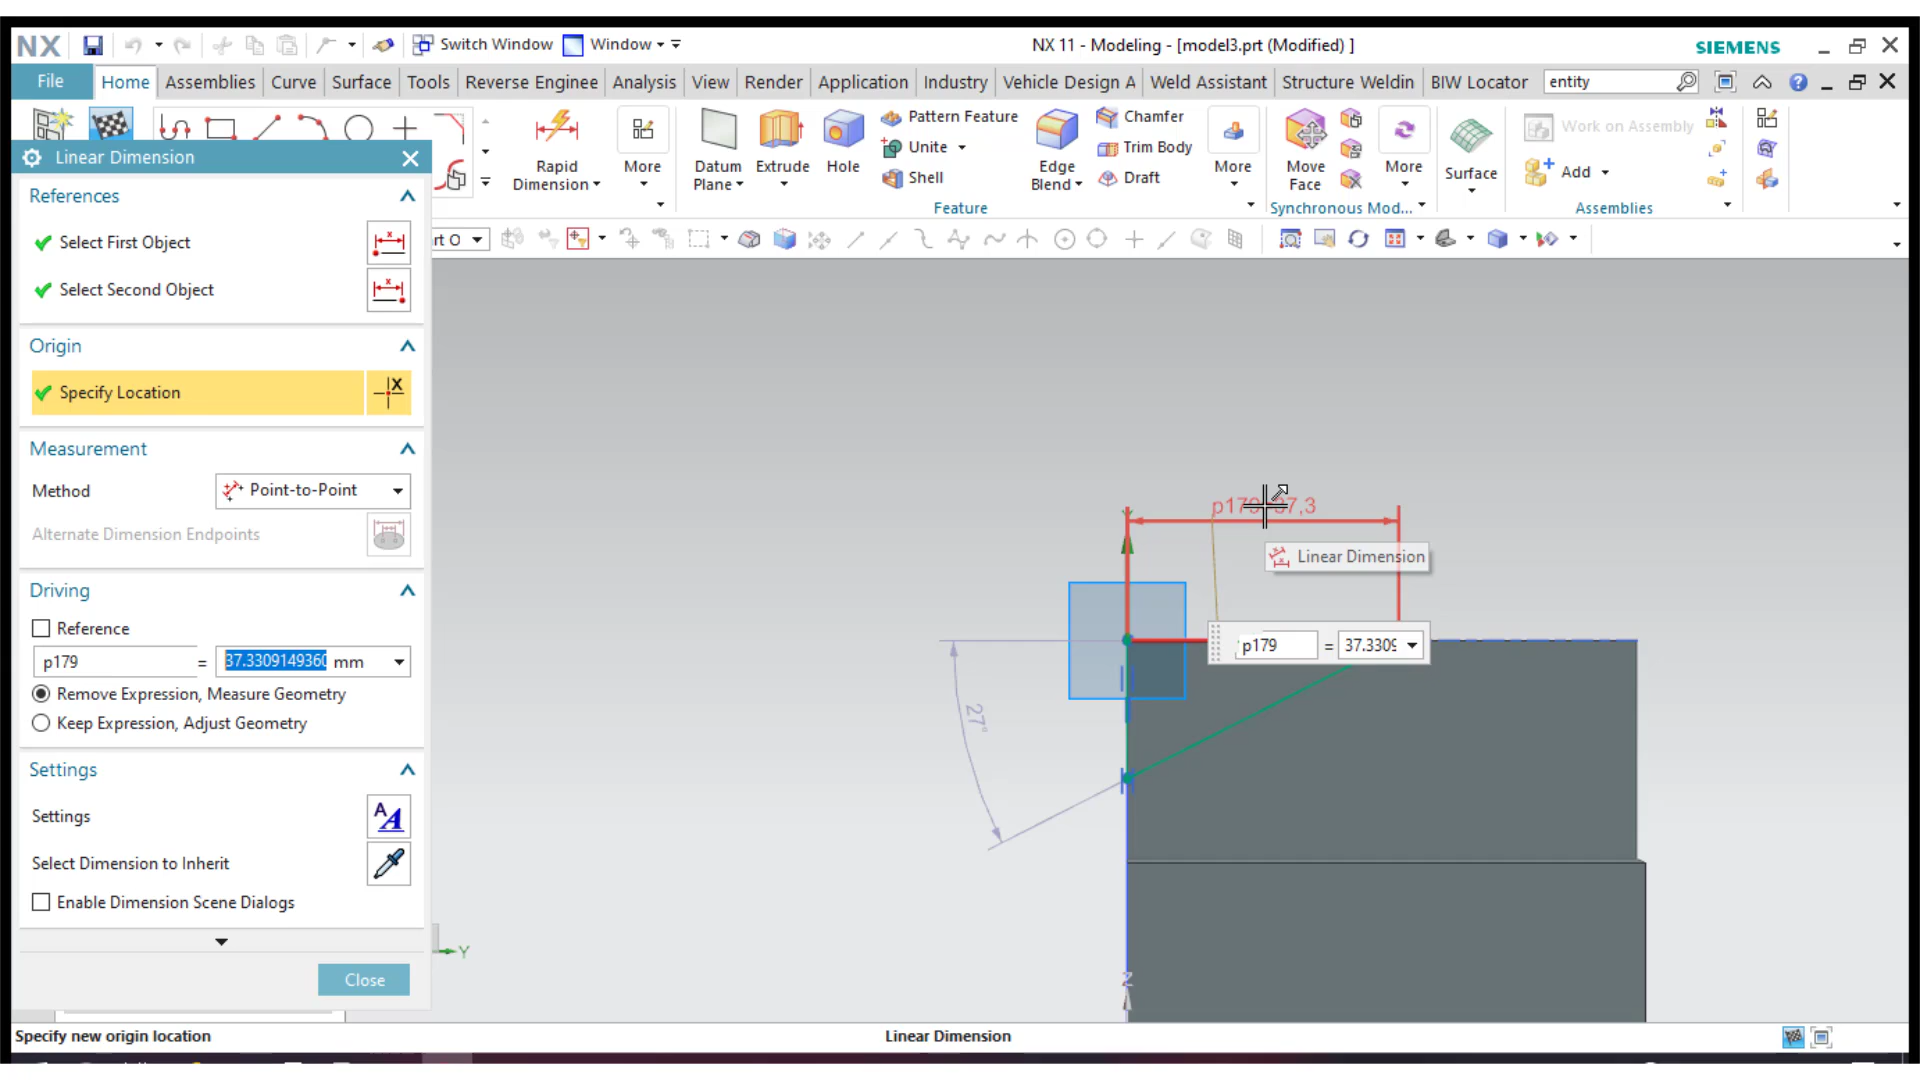 NX Switch Window Window NX 11 - Modeling - [model3.prt (Modified) ] SIEMENS
File Home Assemblies Curve Surface Tools Reverse Enginee Analysis View Render Application Industry Vehicle Design A Weld Assistant Structure Weldin BIW Locator entity
Rapid Dimension
More
Datum Plane
Extrude
Hole
Pattern Feature
Unite
Shell
Edge Blend
Chamfer
Trim Body
Draft
More
Move Face
More
Surface
Work on Assembly
Add
Feature Synchronous Mod... Assemblies
rt O
Linear Dimension
References
Select First Object
Select Second Object
Origin
Specify Location
Measurement
Method Point-to-Point
Alternate Dimension Endpoints
Driving
Reference
p179 = 37.3309149360 mm
Remove Expression, Measure Geometry
Keep Expression, Adjust Geometry
Settings
Settings
Select Dimension to Inherit
Enable Dimension Scene Dialogs
Close
Linear Dimension
p179 = 37.3309
27°
Y
Z
Specify new origin location Linear Dimension